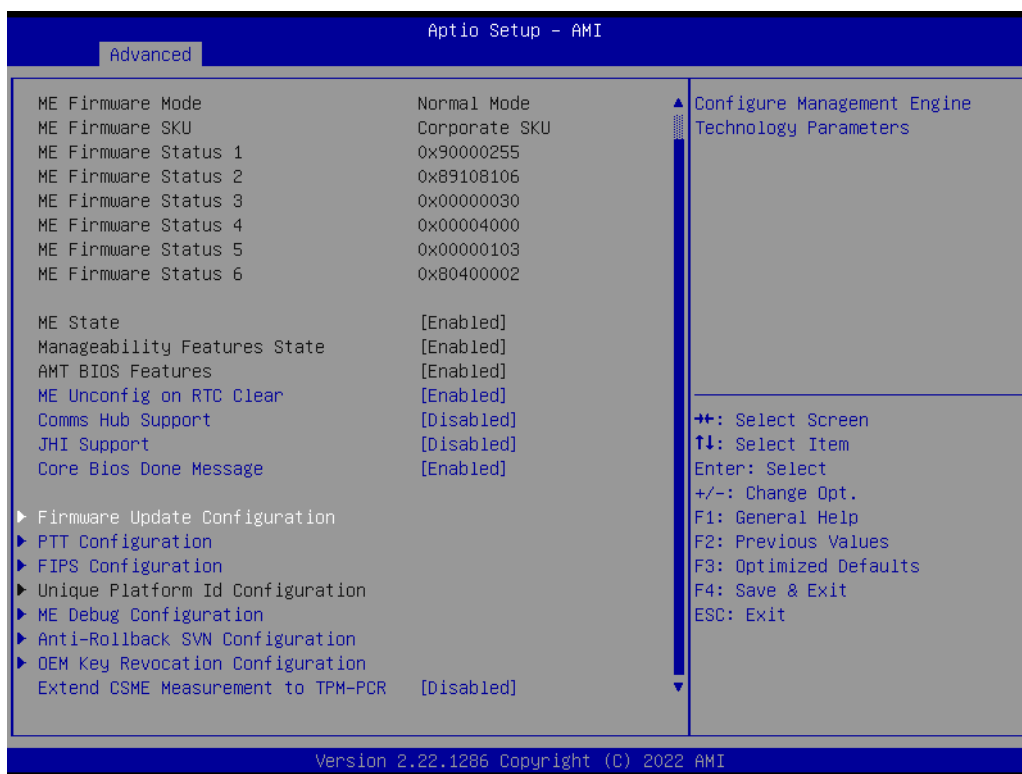 Aptio Setup – AMI
Advanced
ME Firmware Mode Normal Mode
ME Firmware SKU Corporate SKU
ME Firmware Status 1 0x90000255
ME Firmware Status 2 0x89108106
ME Firmware Status 3 0x00000030
ME Firmware Status 4 0x00004000
ME Firmware Status 5 0x00000103
ME Firmware Status 6 0x80400002
ME State [Enabled]
Manageability Features State [Enabled]
AMT BIOS Features [Enabled]
ME Unconfig on RTC Clear [Enabled]
Comms Hub Support [Disabled]
JHI Support [Disabled]
Core Bios Done Message [Enabled]
Firmware Update Configuration
PTT Configuration
FIPS Configuration
Unique Platform Id Configuration
ME Debug Configuration
Anti-Rollback SVN Configuration
OEM Key Revocation Configuration
Extend CSME Measurement to TPM-PCR [Disabled]
Configure Management Engine
Technology Parameters
→←: Select Screen
↑↓: Select Item
Enter: Select
+/-: Change Opt.
F1: General Help
F2: Previous Values
F3: Optimized Defaults
F4: Save & Exit
ESC: Exit
Version 2.22.1286 Copyright (C) 2022 AMI